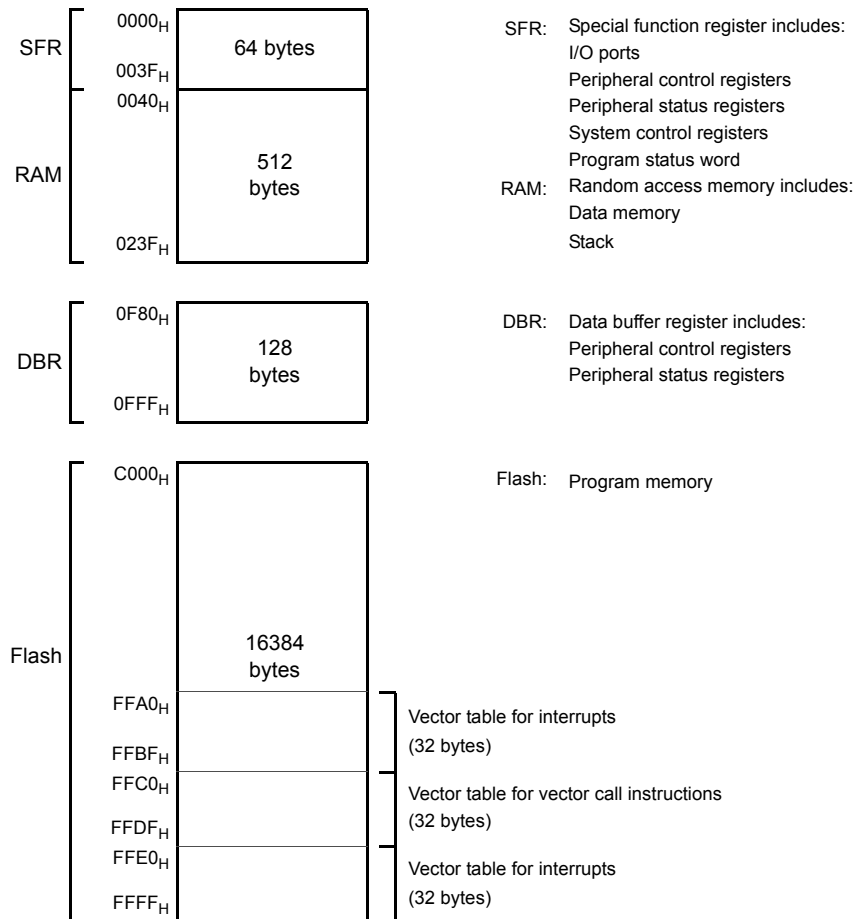 0000H
SFR
64 bytes
003FH
0040H
RAM
512
bytes
023FH
SFR: Special function register includes:
I/O ports
Peripheral control registers
Peripheral status registers
System control registers
Program status word
RAM: Random access memory includes:
Data memory
Stack
0F80H
DBR
128
bytes
0FFFH
DBR: Data buffer register includes:
Peripheral control registers
Peripheral status registers
C000H
Flash: Program memory
Flash
16384
bytes
FFA0H
Vector table for interrupts
(32 bytes)
FFBFH
FFC0H
Vector table for vector call instructions
(32 bytes)
FFDFH
FFE0H
Vector table for interrupts
(32 bytes)
FFFFH